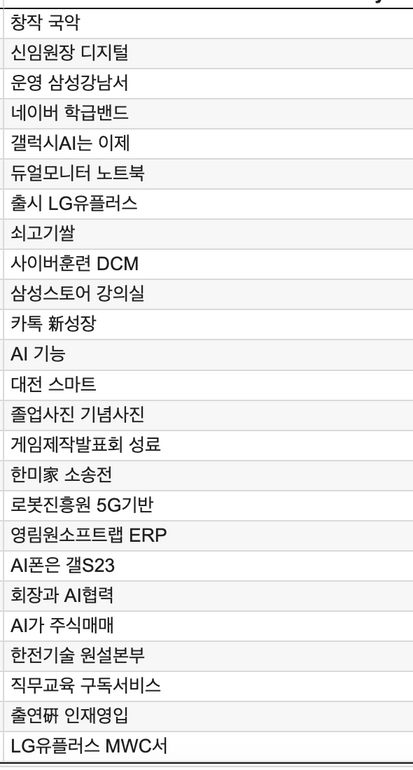 창작 국악
신임원장 디지털
운영 삼성강남서
네이버 학급밴드
갤럭시AI는 이제
듀얼모니터 노트북
출시 LG유플러스
쇠고기쌀
사이버훈련 DCM
삼성스토어 강의실
카톡 新성장
AI 기능
대전 스마트
졸업사진 기념사진
게임제작발표회 성료
한미家 소송전
로봇진흥원 5G기반
영림원소프트랩 ERP
AI폰은 갤S23
회장과 AI협력
AI가 주식매매
한전기술 원설본부
직무교육 구독서비스
출연硏 인재영입
LG유플러스 MWC서